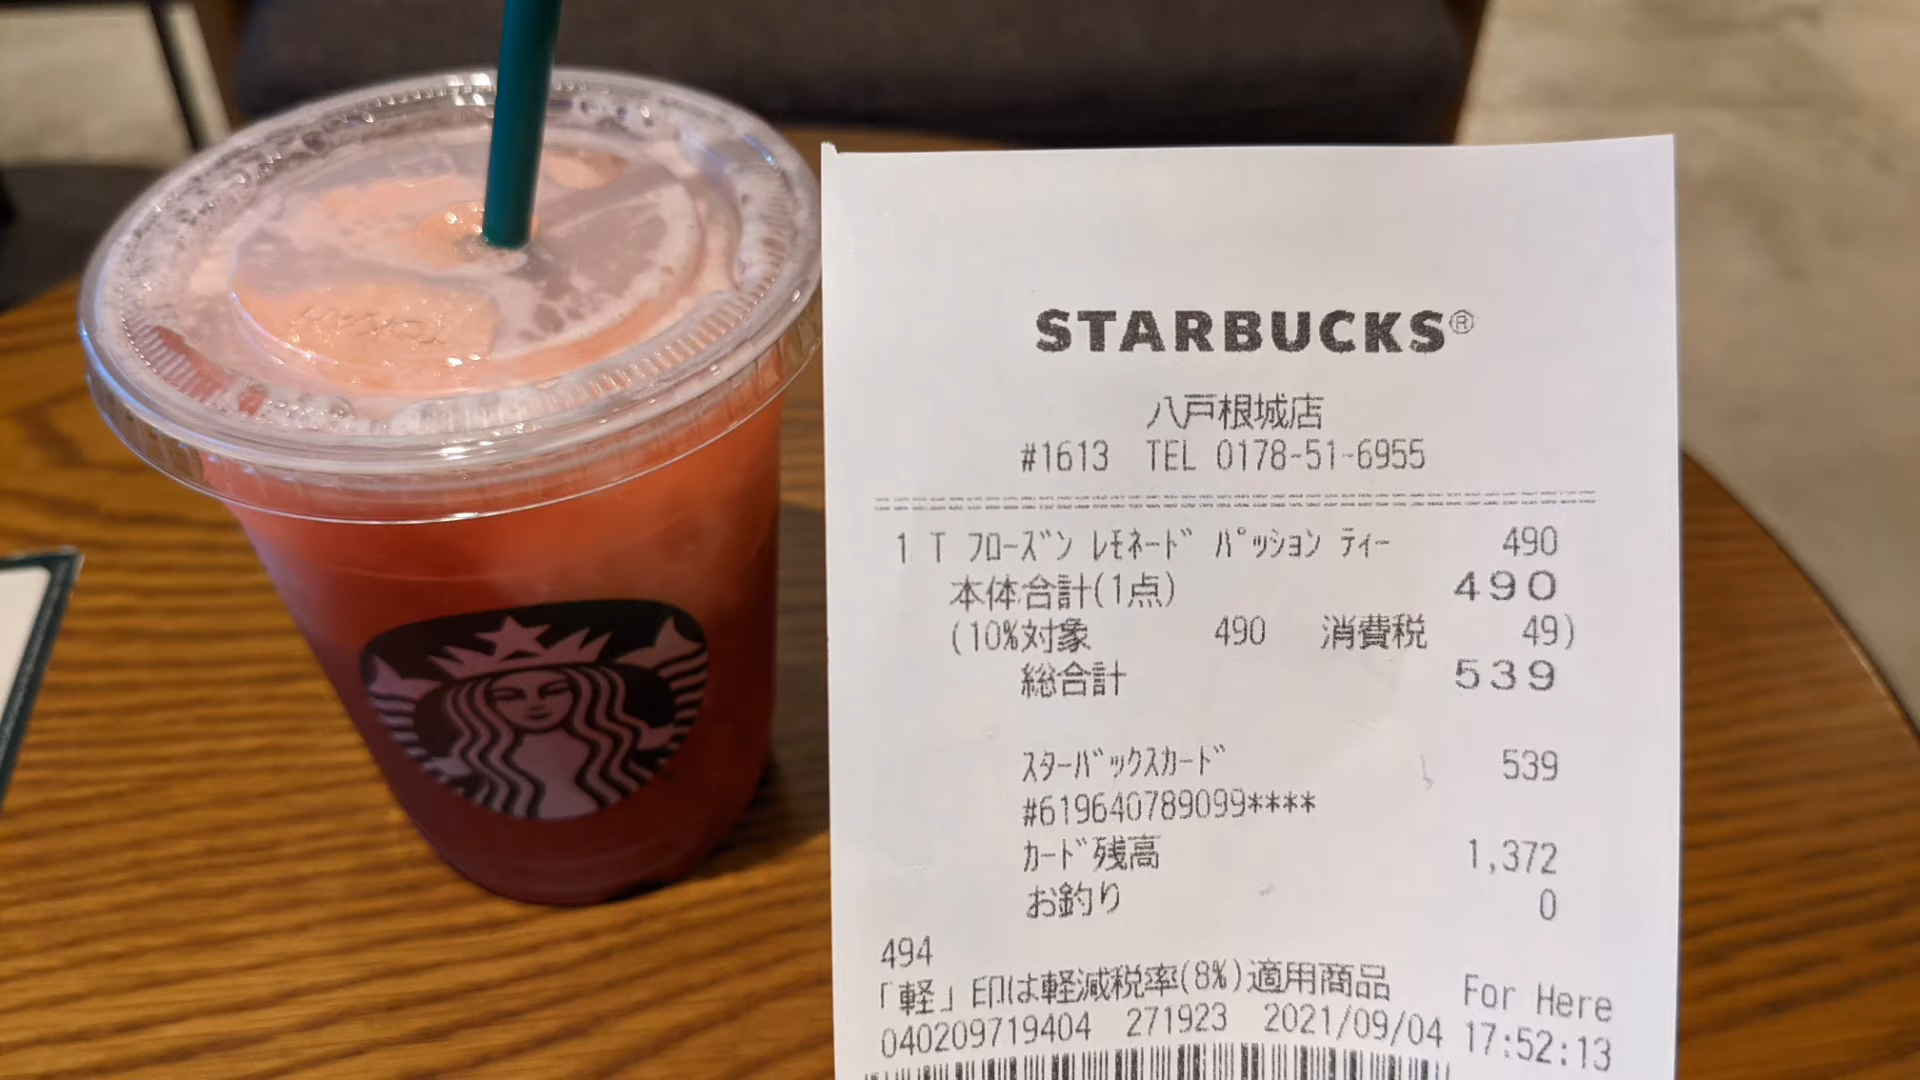 STARBUCKS®
八戸根城店
#1613 TEL 0178-51-6955
1 T ﾌﾛｰｽﾞﾝ ﾚﾓﾈｰﾄﾞ ﾊﾟｯｼｮﾝ ﾃｨｰ 490
本体合計(1点) 490
(10%対象 490 消費税 49)
総合計 539
ｽﾀｰﾊﾞｯｸｽｶｰﾄﾞ 539
#619640789099****
ｶｰﾄﾞ残高 1,372
お釣り 0
494
「軽」印は軽減税率(8%)適用商品 For Here
040209719404 271923 2021/09/04 17:52:13